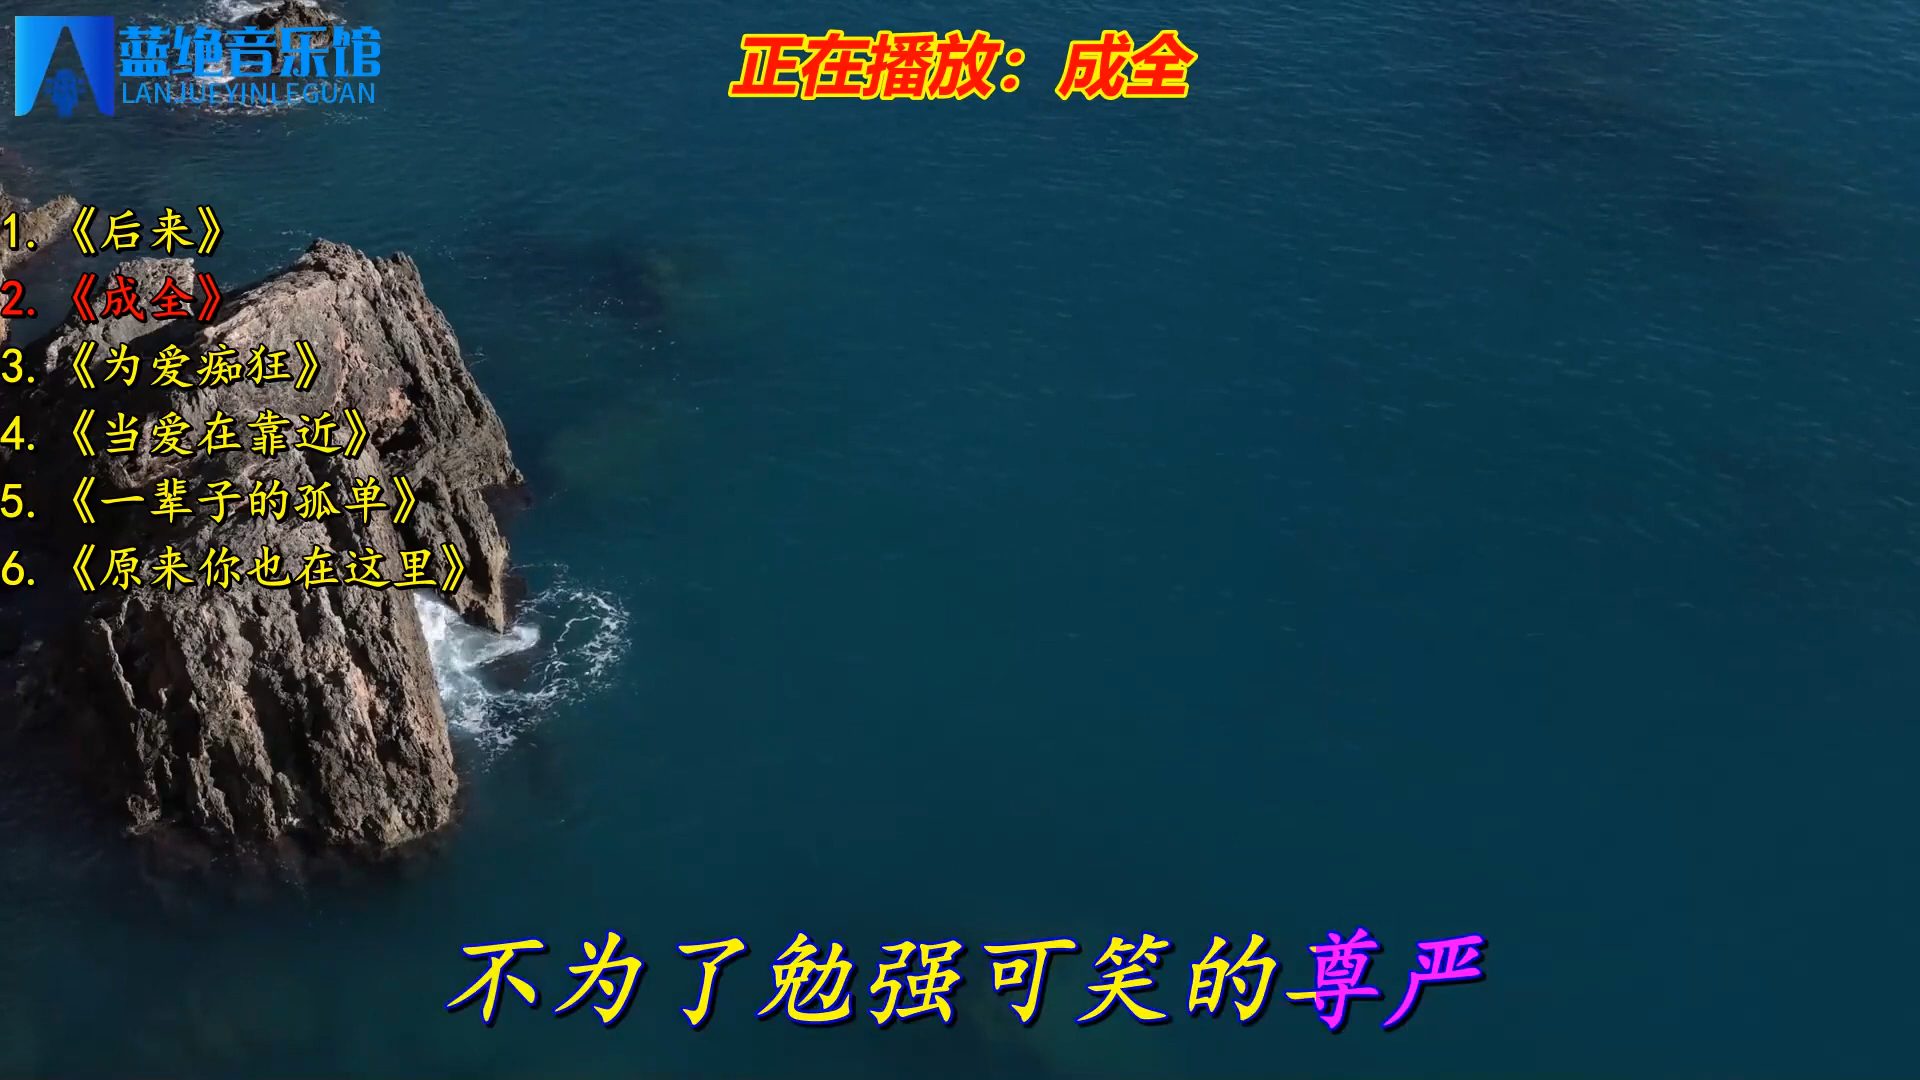 蓝绝音乐馆
LANJUEYINLEGUAN
正在播放：成全
1.《后来》
2.《成全》
3.《为爱痴狂》
4.《当爱在靠近》
5.《一辈子的孤单》
6.《原来你也在这里》
不为了勉强可笑的尊严